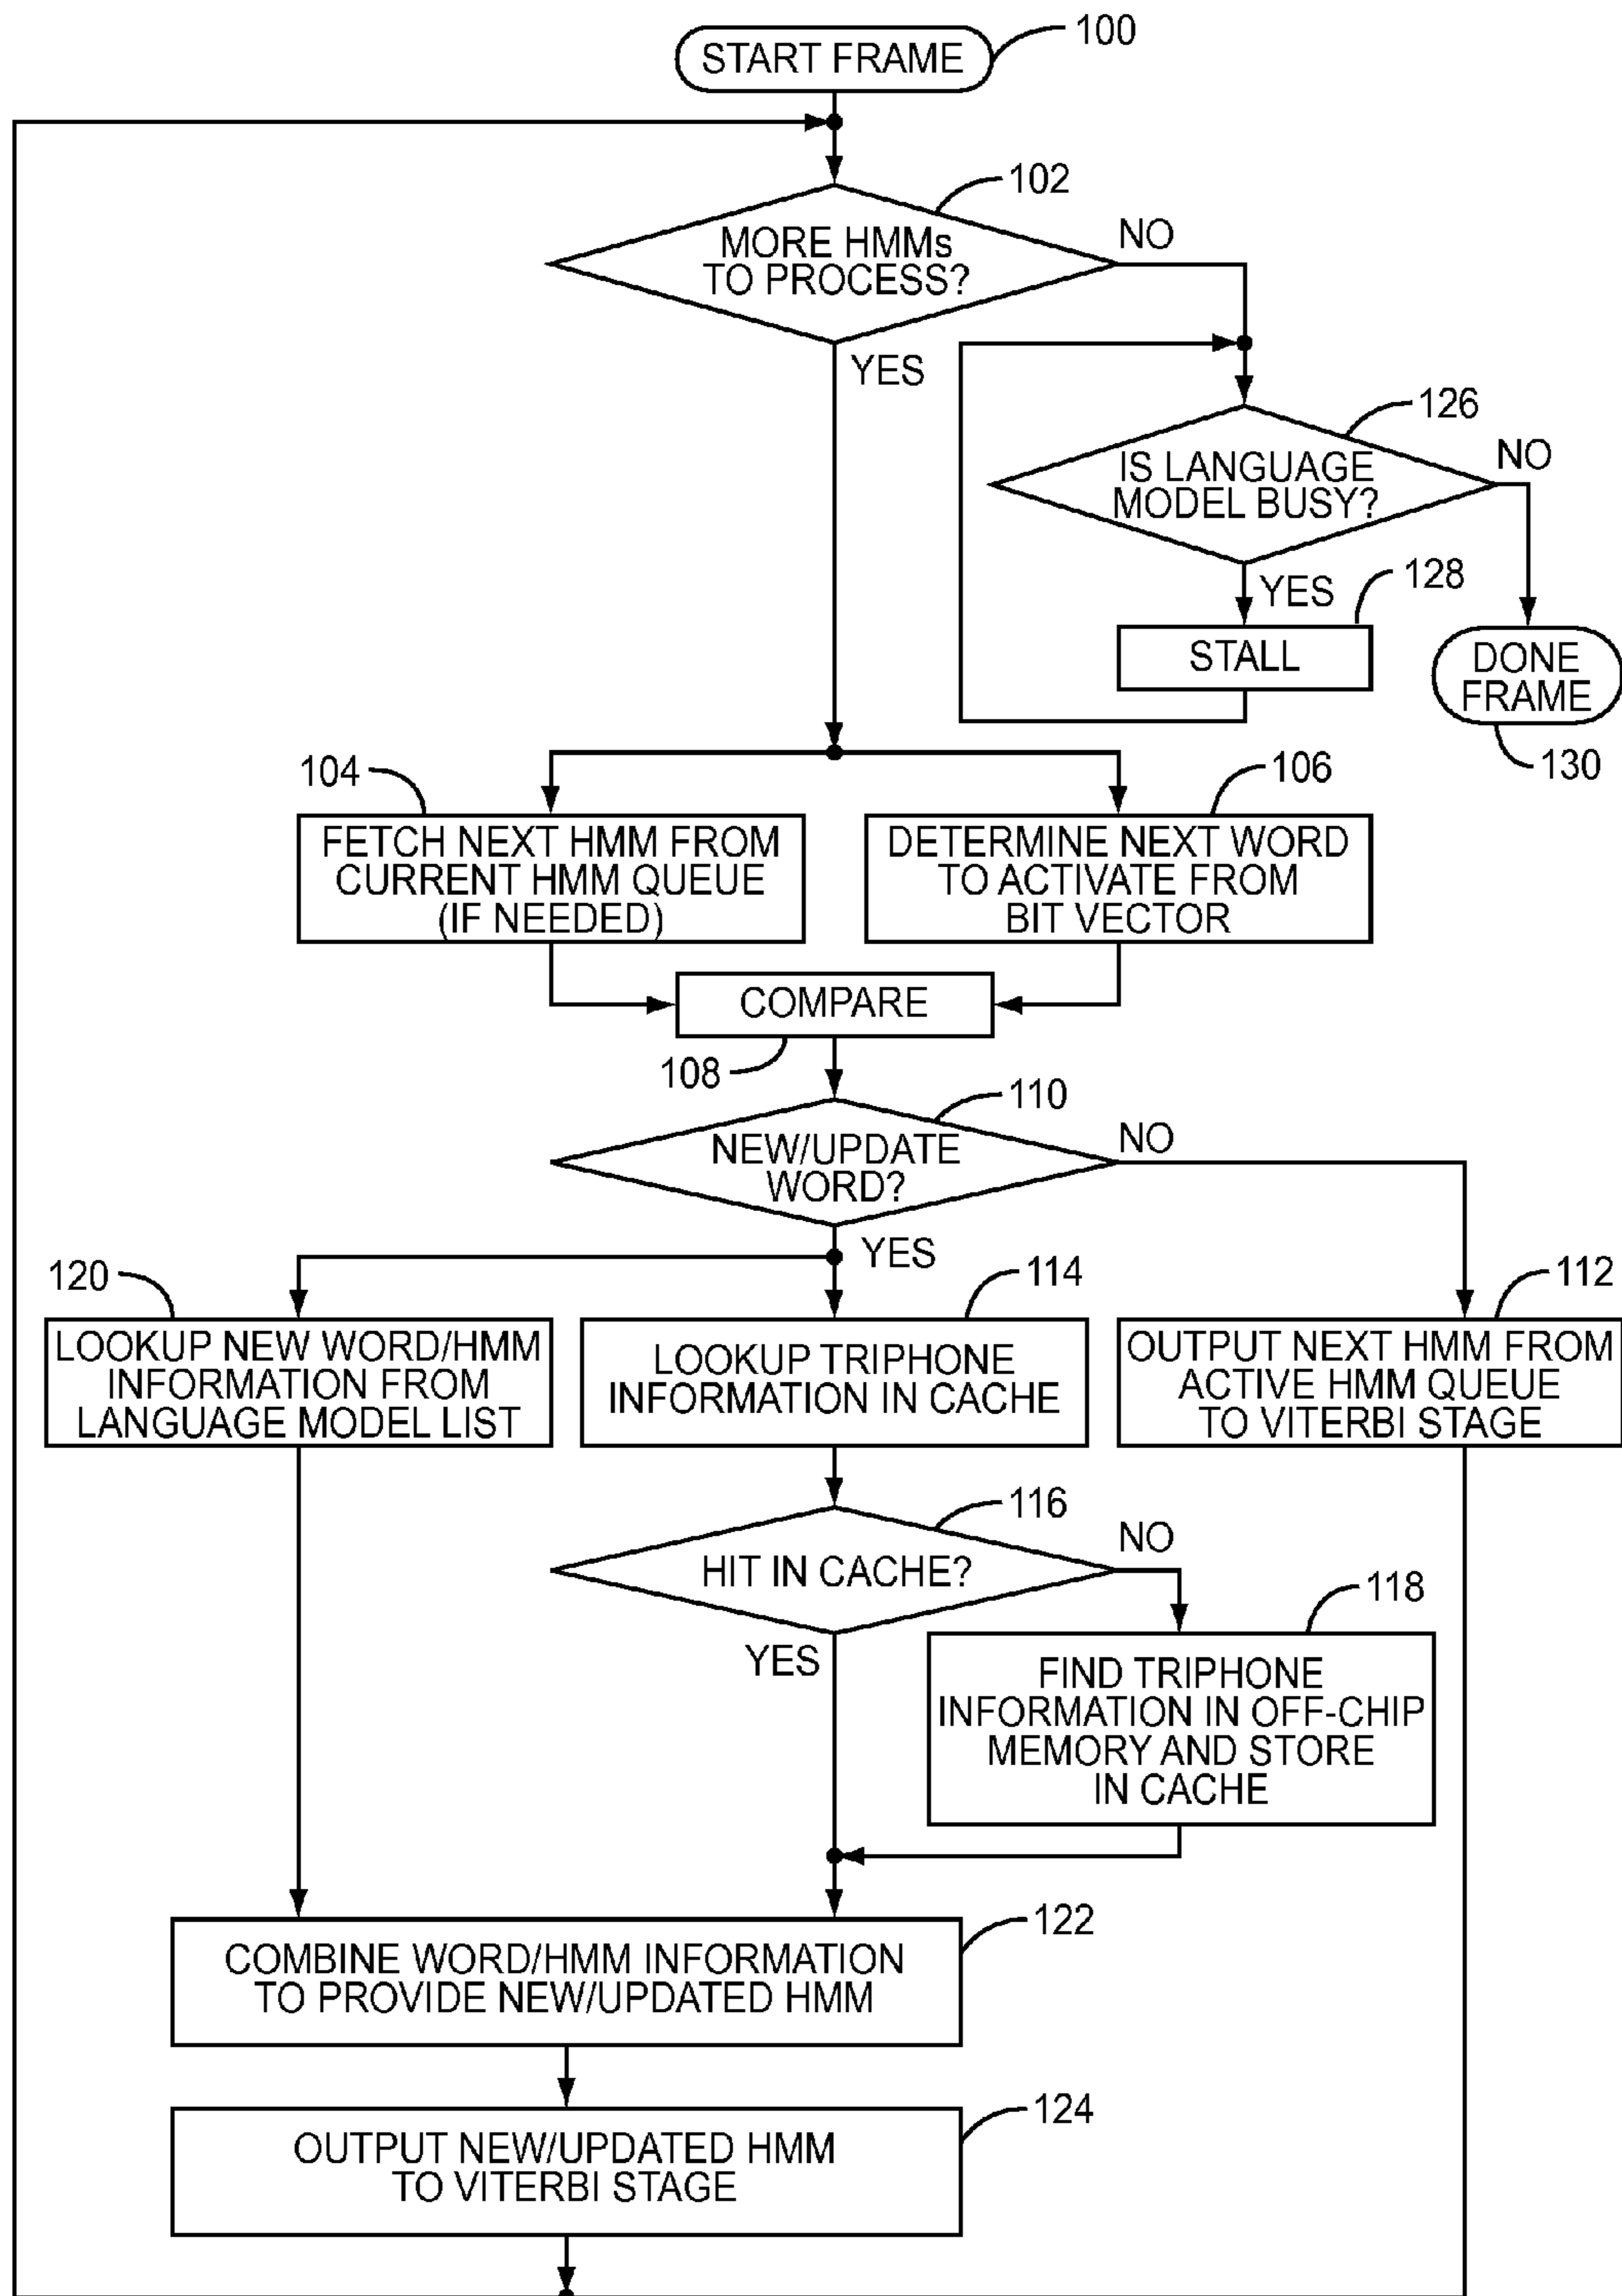 START FRAME
100
102
MORE HMMs
TO PROCESS?
NO
YES
126
IS LANGUAGE
MODEL BUSY?
NO
YES
128
STALL
DONE
FRAME
130
104
106
FETCH NEXT HMM FROM
CURRENT HMM QUEUE
(IF NEEDED)
DETERMINE NEXT WORD
TO ACTIVATE FROM
BIT VECTOR
COMPARE
108
110
NEW/UPDATE
WORD?
NO
YES
120
114
112
LOOKUP NEW WORD/HMM
INFORMATION FROM
LANGUAGE MODEL LIST
LOOKUP TRIPHONE
INFORMATION IN CACHE
OUTPUT NEXT HMM FROM
ACTIVE HMM QUEUE
TO VITERBI STAGE
116
HIT IN CACHE?
NO
YES
118
FIND TRIPHONE
INFORMATION IN OFF-CHIP
MEMORY AND STORE
IN CACHE
122
COMBINE WORD/HMM INFORMATION
TO PROVIDE NEW/UPDATED HMM
124
OUTPUT NEW/UPDATED HMM
TO VITERBI STAGE